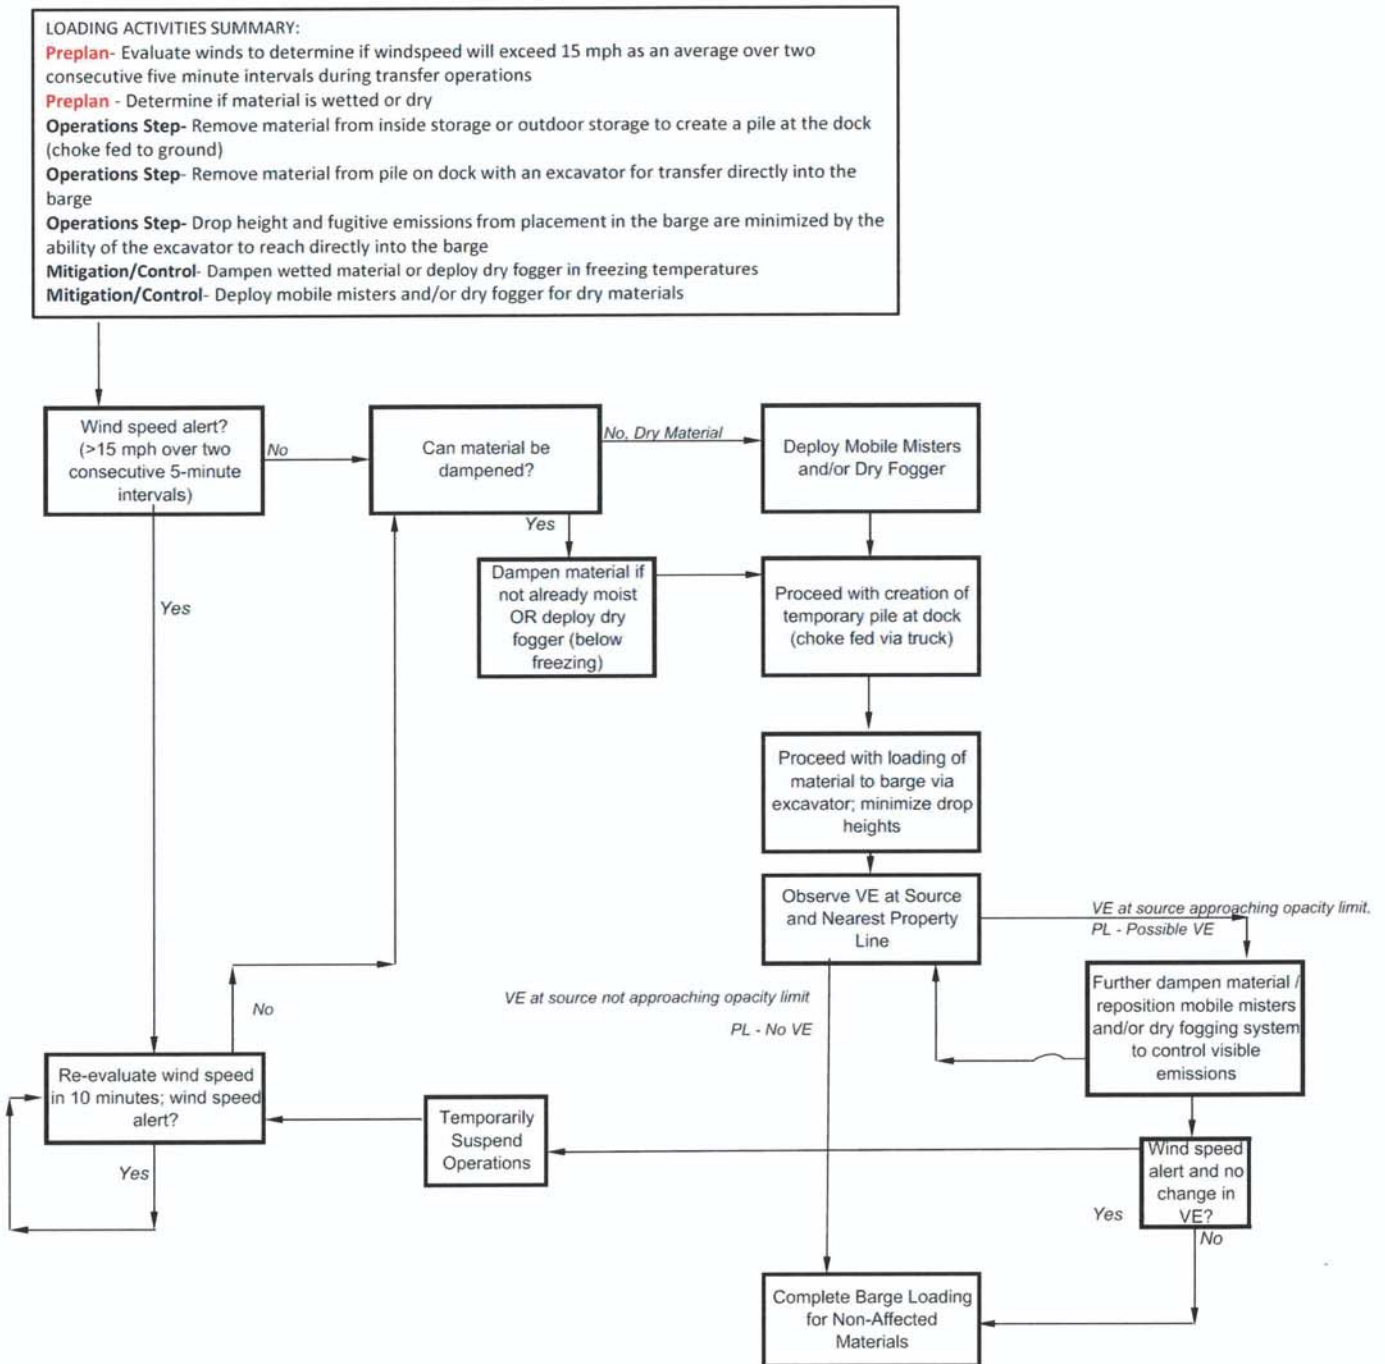 LOADING ACTIVITIES SUMMARY:
Preplan- Evaluate winds to determine if windspeed will exceed 15 mph as an average over two
consecutive five minute intervals during transfer operations
Preplan - Determine if material is wetted or dry
Operations Step- Remove material from inside storage or outdoor storage to create a pile at the dock
(choke fed to ground)
Operations Step- Remove material from pile on dock with an excavator for transfer directly into the
barge
Operations Step- Drop height and fugitive emissions from placement in the barge are minimized by the
ability of the excavator to reach directly into the barge
Mitigation/Control- Dampen wetted material or deploy dry fogger in freezing temperatures
Mitigation/Control- Deploy mobile misters and/or dry fogger for dry materials
Wind speed alert?
(>15 mph over two
consecutive 5-minute
intervals)
No
Can material be
dampened?
No, Dry Material
Deploy Mobile Misters
and/or Dry Fogger
Yes
Yes
Dampen material if
not already moist
OR deploy dry
fogger (below
freezing)
Proceed with creation of
temporary pile at dock
(choke fed via truck)
Proceed with loading of
material to barge via
excavator; minimize drop
heights
Observe VE at Source
and Nearest Property
Line
VE at source approaching opacity limit,
PL - Possible VE
VE at source not approaching opacity limit
PL - No VE
Further dampen material /
reposition mobile misters
and/or dry fogging system
to control visible
emissions
No
Re-evaluate wind speed
in 10 minutes; wind speed
alert?
Yes
Temporarily
Suspend
Operations
Wind speed
alert and no
change in
VE?
Yes
No
Complete Barge Loading
for Non-Affected
Materials